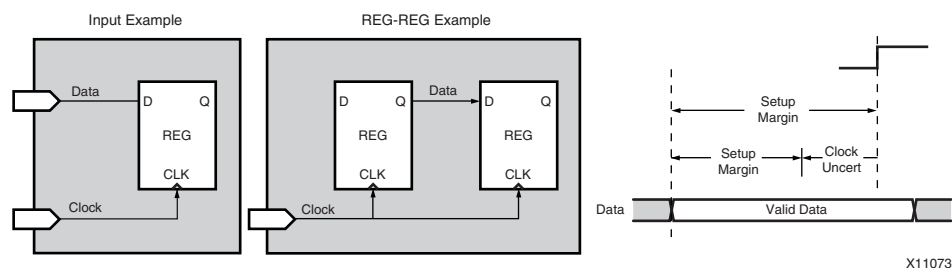 Input Example
Data
D Q
REG
CLK
Clock
REG-REG Example
D Q
REG
CLK
Data
D Q
REG
CLK
Clock
Setup
Margin
Setup
Margin
Clock
Uncert
Data
Valid Data
X11073